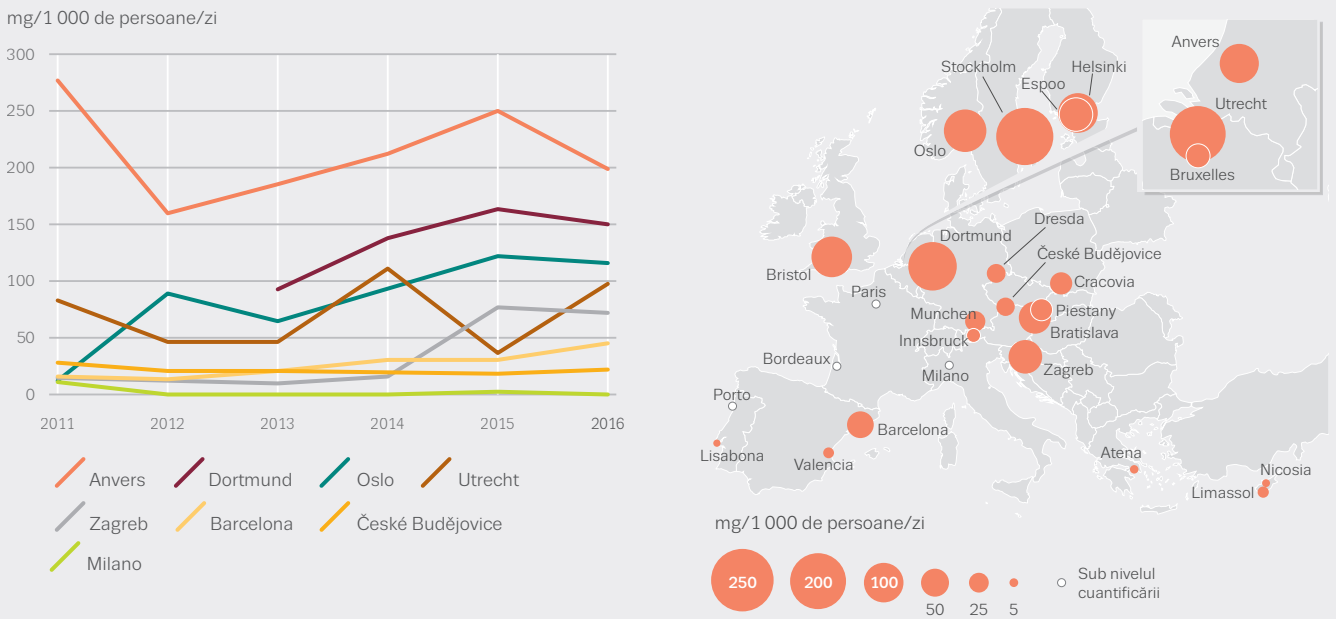 mg/1 000 de persoane/zi
300
250
200
150
100
50
0
2011 2012 2013 2014 2015 2016
Anvers Dortmund Oslo Utrecht
Zagreb Barcelona České Budějovice
Milano
Anvers
Utrecht
Bruxelles
Stockholm
Helsinki
Espoo
Oslo
Dresda
Dortmund
České Budějovice
Bristol
Cracovia
Paris
Munchen
Piestany
Bratislava
Innsbruck
Bordeaux
Milano
Zagreb
Porto
Barcelona
Lisabona
Valencia
Atena
Nicosia
Limassol
mg/1 000 de persoane/zi
250 200 100 50 25 5
Sub nivelul
cuantificării